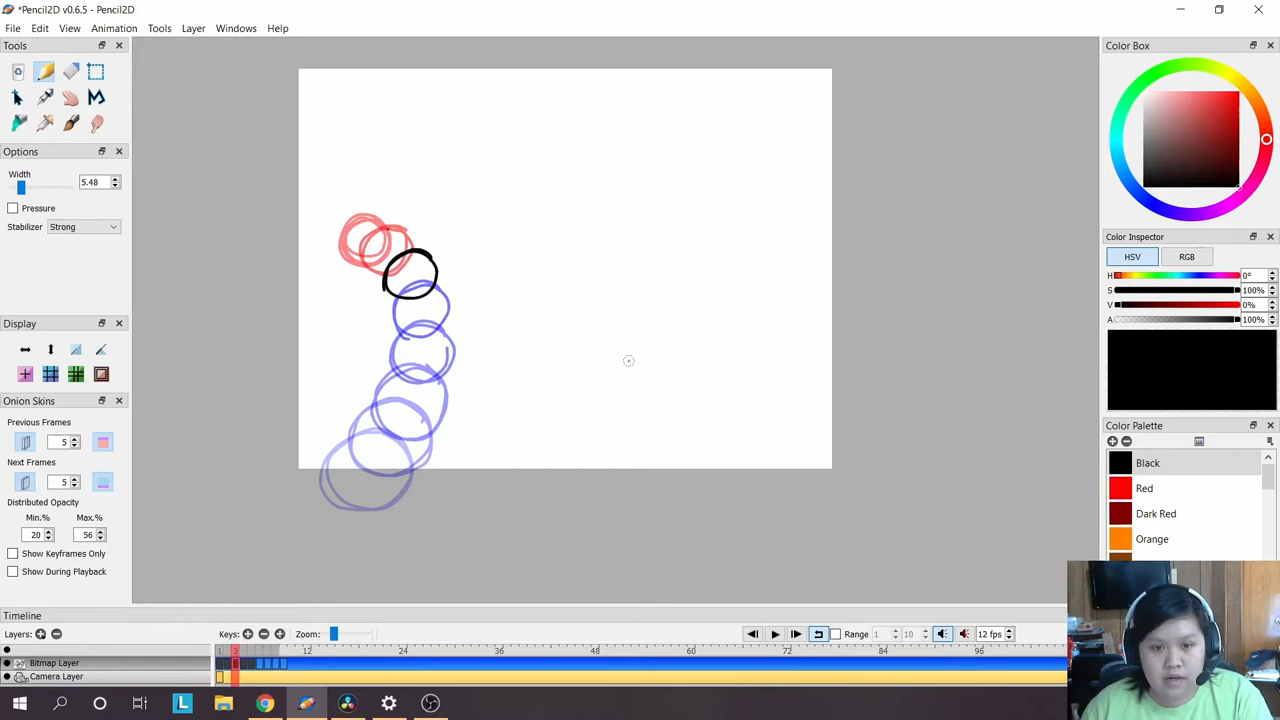 *Pencil2D v0.6.5 - Pencil2D
File Edit View Animation Tools Layer Windows Help
Tools
Color Box
Options
Width
5.48
Pressure
Stabilizer Strong
Color Inspector
HSV RGB
H 0°
S 100%
V 0%
A 100%
Display
Onion Skins
Previous Frames
5
Next Frames
5
Distributed Opacity
Min.% Max.%
20 56
Show Keyframes Only
Show During Playback
Color Palette
Black
Red
Dark Red
Orange
Timeline
Layers: Keys: Zoom: Range 1 10 12 fps
1 3 12 24 36 48 60 72 84 96
Bitmap Layer
Camera Layer
L